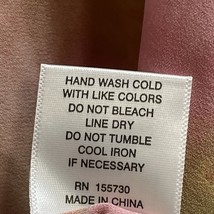 HAND WASH COLD
WITH LIKE COLORS
DO NOT BLEACH
LINE DRY
DO NOT TUMBLE
COOL IRON
IF NECESSARY
RN 155730
MADE IN CHINA